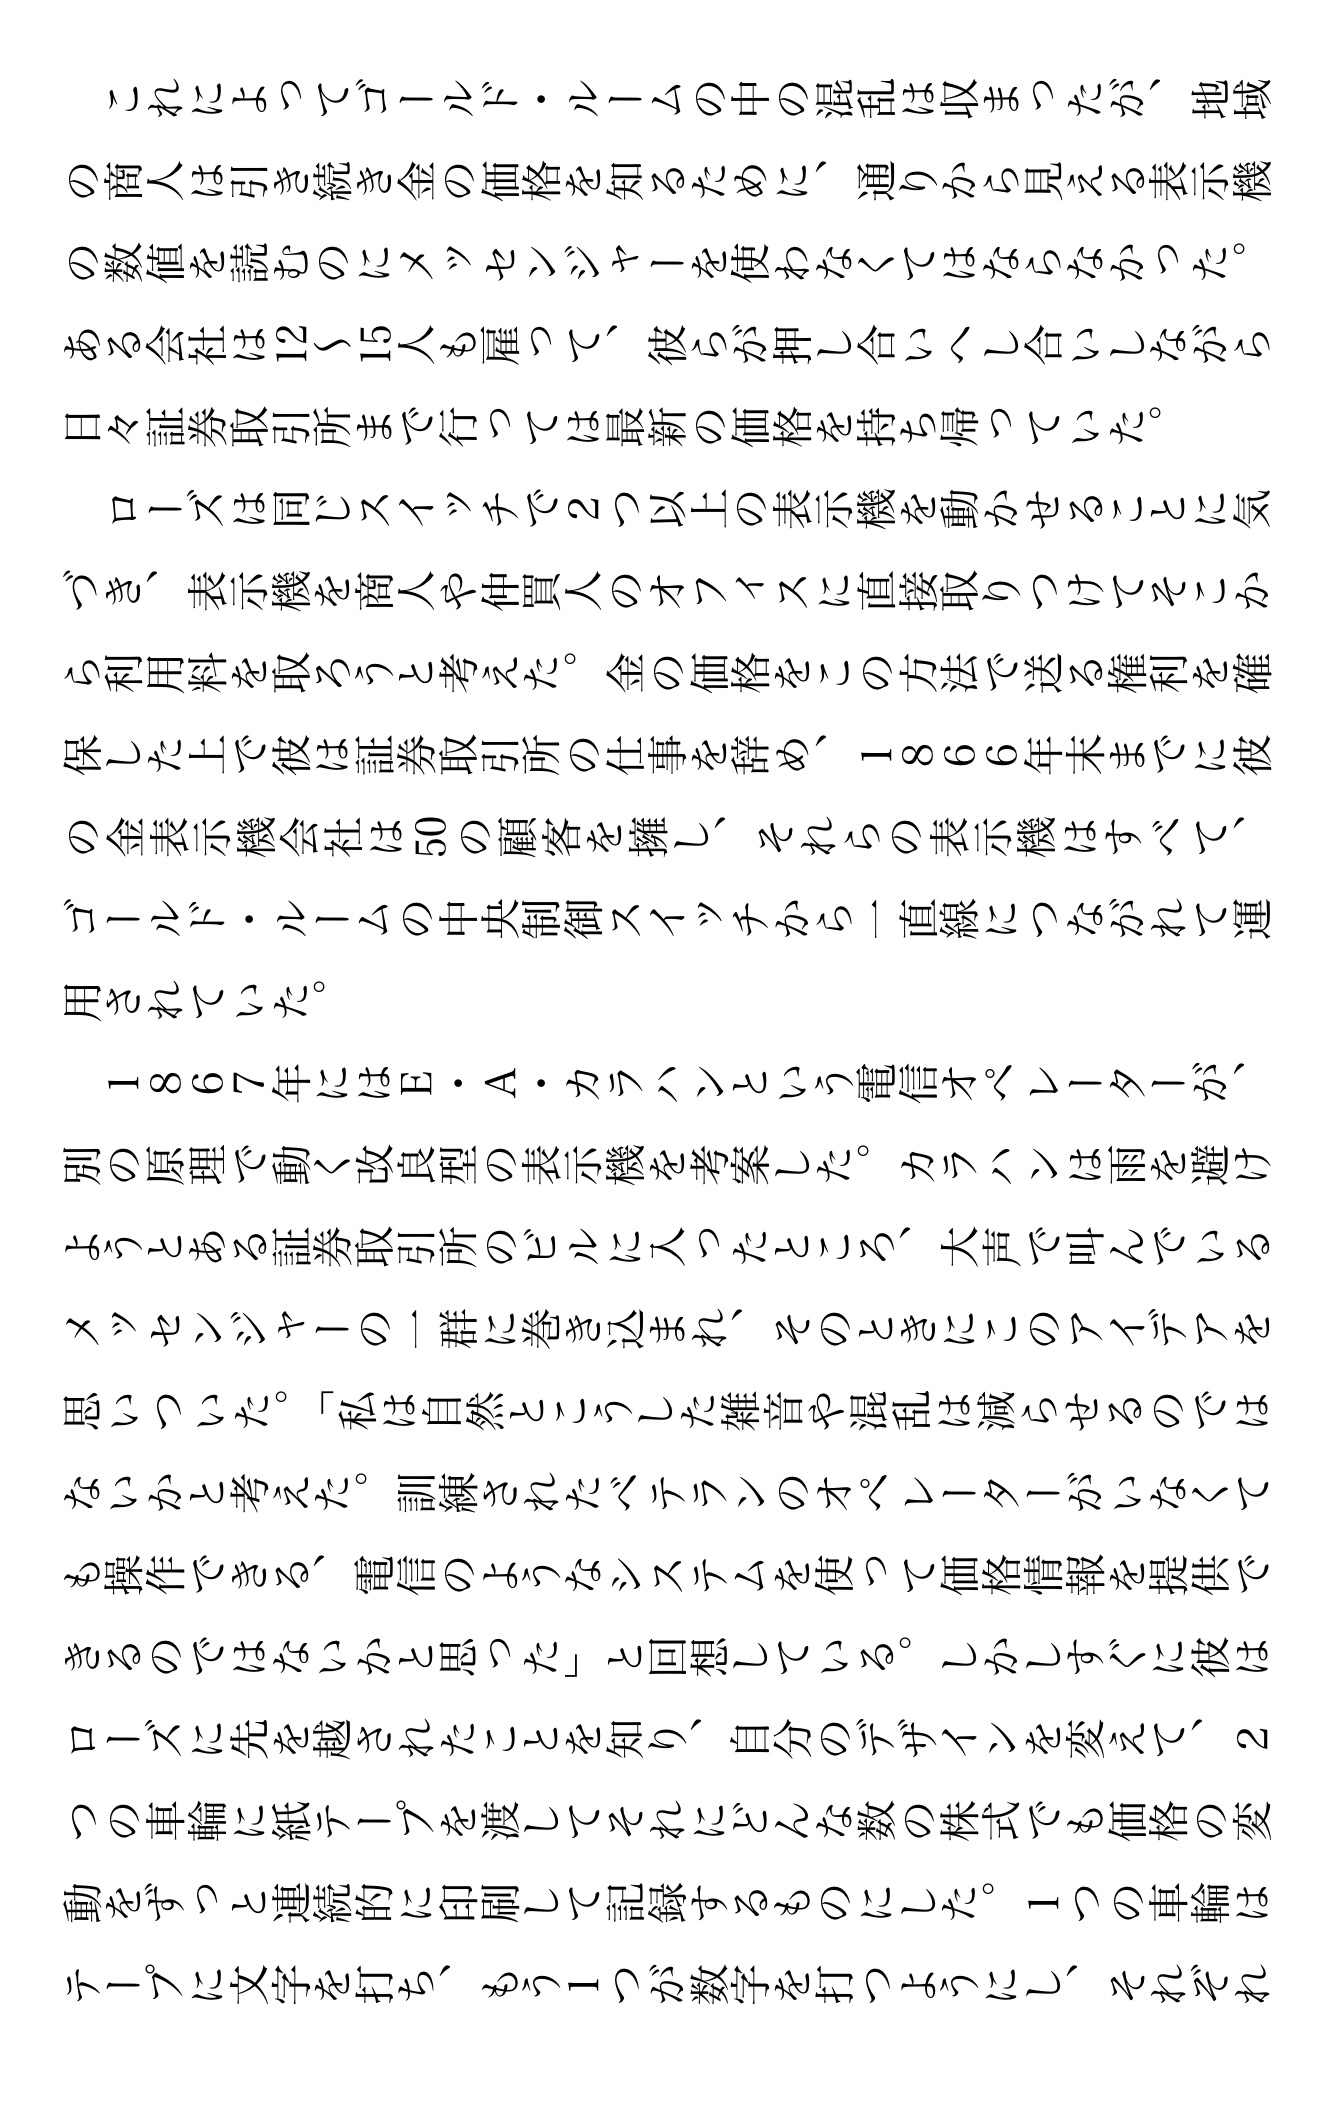 これによってゴールド・ルームの中の混乱は収まったが、地域
の商人は引き続き金の価格を知るために、通りから見える表示機
の数値を読むのにメッセンジャーを使わなくてはならなかった。
ある会社は12〜15人も雇って、彼らが押し合いへし合いしながら
日々証券取引所まで行っては最新の価格を持ち帰っていた。
　ローズは同じスイッチで２つ以上の表示機を動かせることに気
づき、表示機を商人や仲買人のオフィスに直接取りつけてそこか
ら利用料を取ろうと考えた。金の価格をこの方法で送る権利を確
保した上で彼は証券取引所の仕事を辞め、１８６６年末までに彼
の金表示機会社は50の顧客を擁し、それらの表示機はすべて、
ゴールド・ルームの中央制御スイッチから一直線につながれて運
用されていた。
　１８６７年にはE・A・カラハンという電信オペレーターが、
別の原理で動く改良型の表示機を考案した。カラハンは雨を避け
ようとある証券取引所のビルに入ったところ、大声で叫んでいる
メッセンジャーの一群に巻き込まれ、そのときにこのアイデアを
思いついた。「私は自然とこうした雑音や混乱は減らせるのでは
ないかと考えた。訓練されたベテランのオペレーターがいなくて
も操作できる、電信のようなシステムを使って価格情報を提供で
きるのではないかと思った」と回想している。しかしすぐに彼は
ローズに先を越されたことを知り、自分のデザインを変えて、２
つの車輪に紙テープを渡してそれにどんな数の株式でも価格の変
動をずっと連続的に印刷して記録するものにした。１つの車輪は
テープに文字を打ち、もう１つが数字を打つようにし、それぞれ